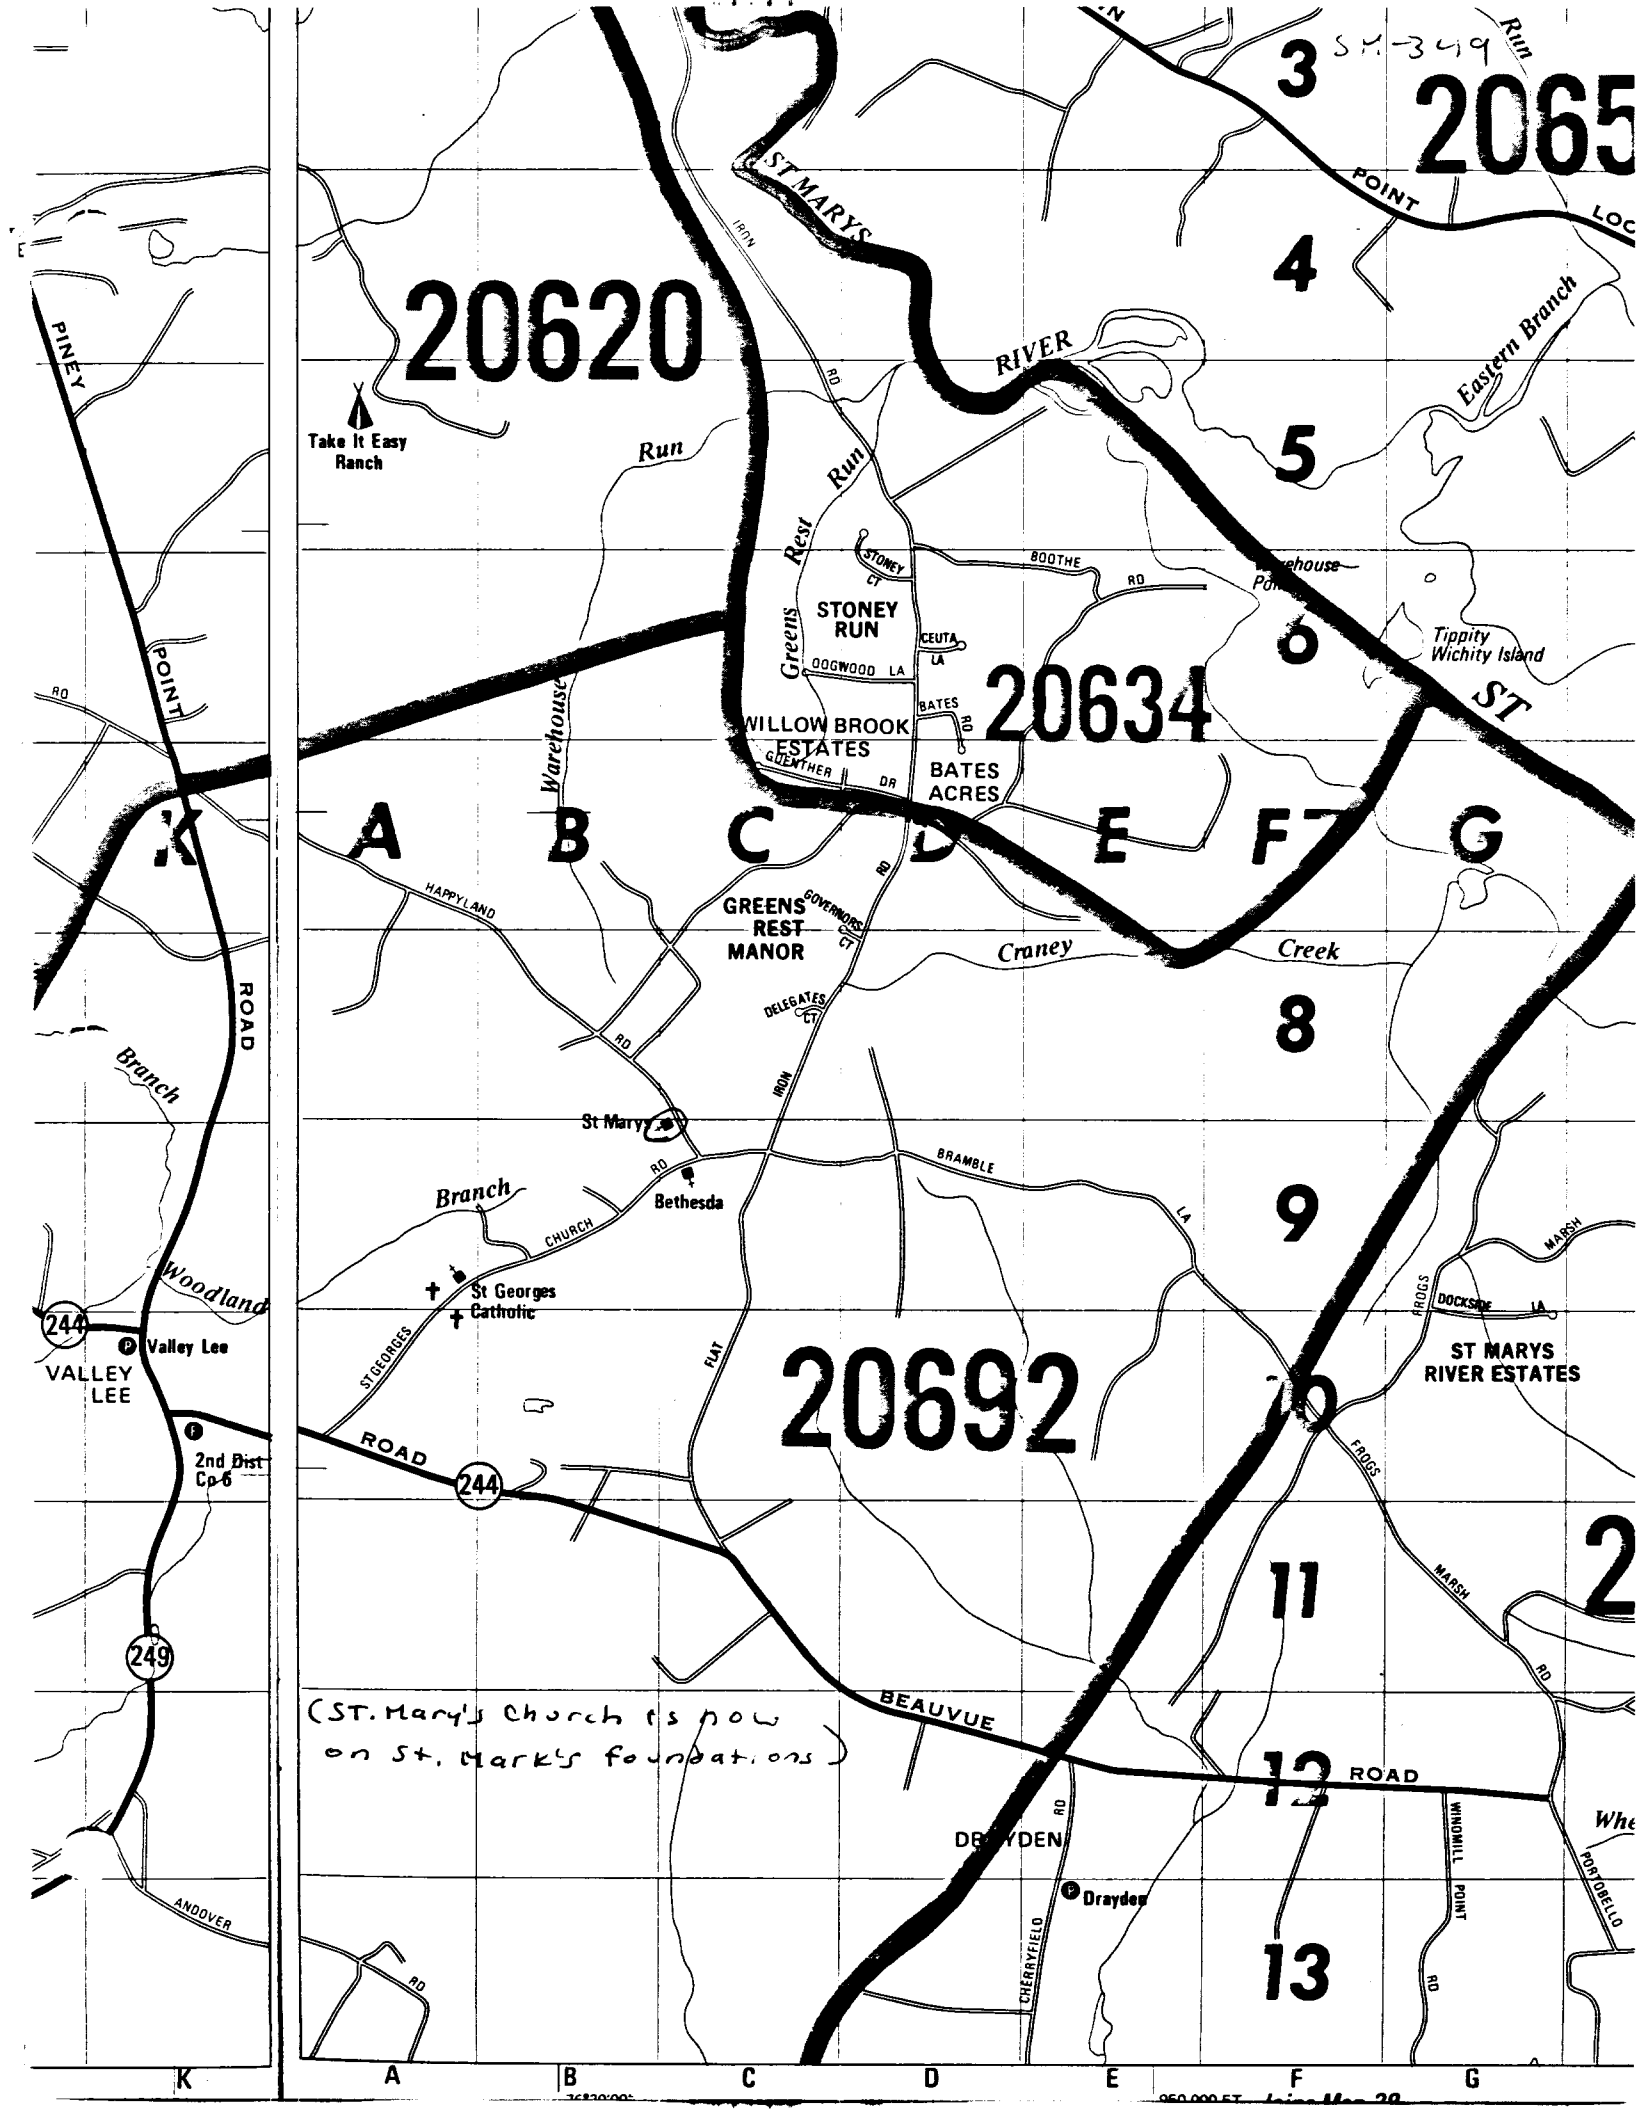 3
SM-349
Run
2065
POINT
LOC
ST MARYS
IRON
4
20620
RIVER
Eastern Branch
PINEY
RD
Take It Easy
Ranch
Run
Run
5
Rest
STONEY
CT
BOOTHE
RD
STONEY
RUN
Greens
CEUTA
LA
6
Tippity
Wichity Island
POINT
RD
DOGWOOD LA
20634
ST
Warehouse
BATES
RD
WILLOW BROOK
ESTATES
GUENTHER
DR
BATES
ACRES
K
A
B
C
D
E
F
7
G
HAPPYLAND
RD
GREENS
REST
MANOR
GOVERNORS
CT
Craney
Creek
ROAD
DELEGATES
CT
8
RD
Branch
IRON
St Marys
BRAMBLE
RD
Bethesda
Branch
CHURCH
LA
9
MARSH
Woodland
St Georges
Catholic
FROGS
DOCKSIDE LA
244
Valley Lee
VALLEY
LEE
ST GEORGES
FLAT
20692
ST MARYS
RIVER ESTATES
10
ROAD
2nd Dist
Co 6
244
FROGS
2
11
MARSH
249
RD
(ST. Mary's Church is now
on St. Mark's foundations)
BEAUVUE
12
ROAD
RD
DRAYDEN
WINDMILL
POINT
Whe
PORTOBELLO
P
Drayden
ANDOVER
CHERRYFIELD
13
RD
RD
K
A
B
C
D
E
F
G